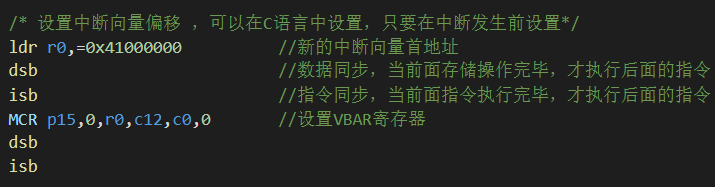 /* 设置中断向量偏移 ，可以在C语言中设置，只要在中断发生前设置*/
ldr r0,=0x41000000 //新的中断向量首地址
dsb //数据同步，当前面存储操作完毕，才执行后面的指令
isb //指令同步，当前面指令执行完毕，才执行后面的指令
MCR p15,0,r0,c12,c0,0 //设置VBAR寄存器
dsb
isb